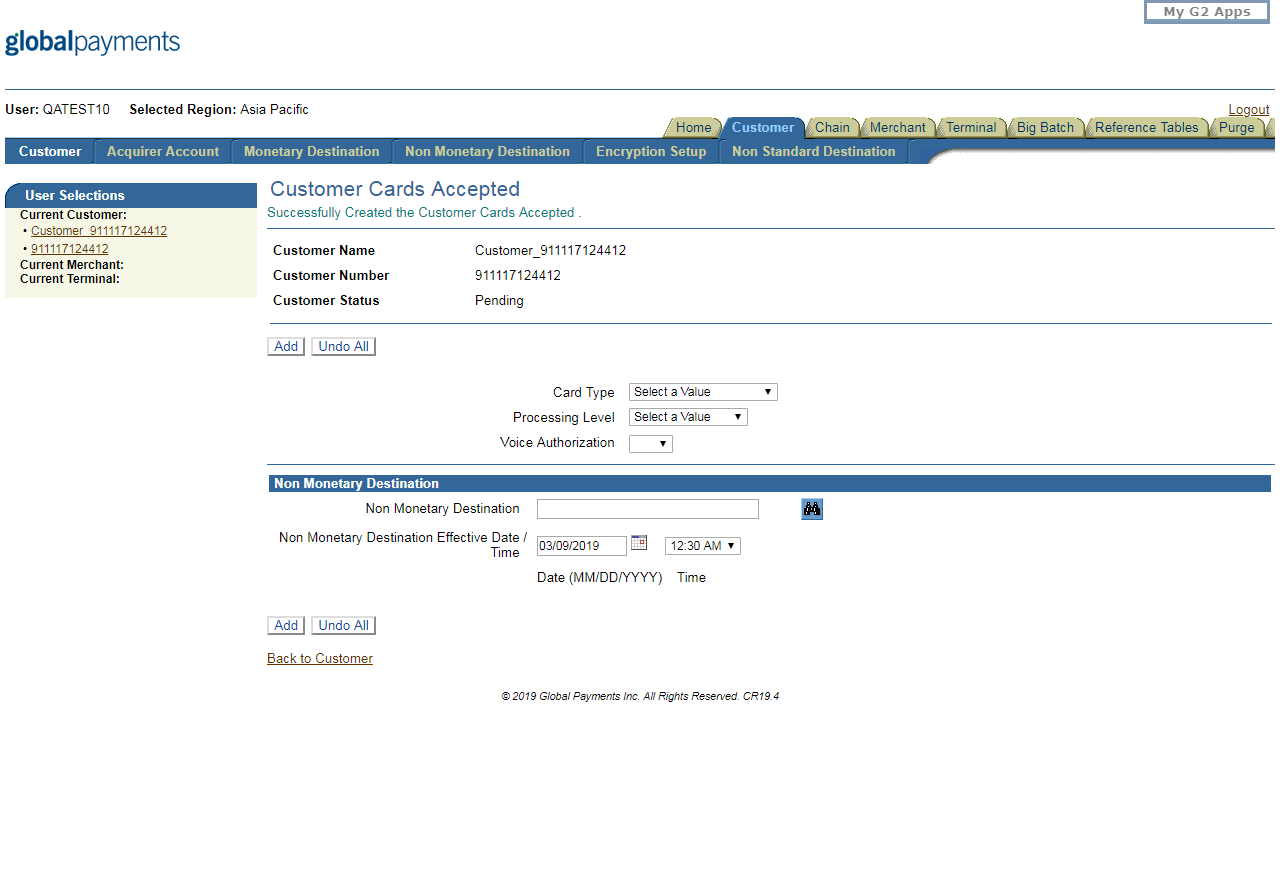 My G2 Apps
globalpayments
User: QATEST10 Selected Region: Asia Pacific
Logout
Home Customer Chain Merchant Terminal Big Batch Reference Tables Purge
Customer Acquirer Account Monetary Destination Non Monetary Destination Encryption Setup Non Standard Destination
User Selections
Current Customer:
• Customer_911117124412
• 911117124412
Current Merchant:
Current Terminal:
Customer Cards Accepted
Successfully Created the Customer Cards Accepted .
Customer Name Customer_911117124412
Customer Number 911117124412
Customer Status Pending
Add Undo All
Card Type Select a Value
Processing Level Select a Value
Voice Authorization
Non Monetary Destination
Non Monetary Destination
Non Monetary Destination Effective Date /
Time 03/09/2019 12:30 AM
Date (MM/DD/YYYY) Time
Add Undo All
Back to Customer
© 2019 Global Payments Inc. All Rights Reserved. CR19.4